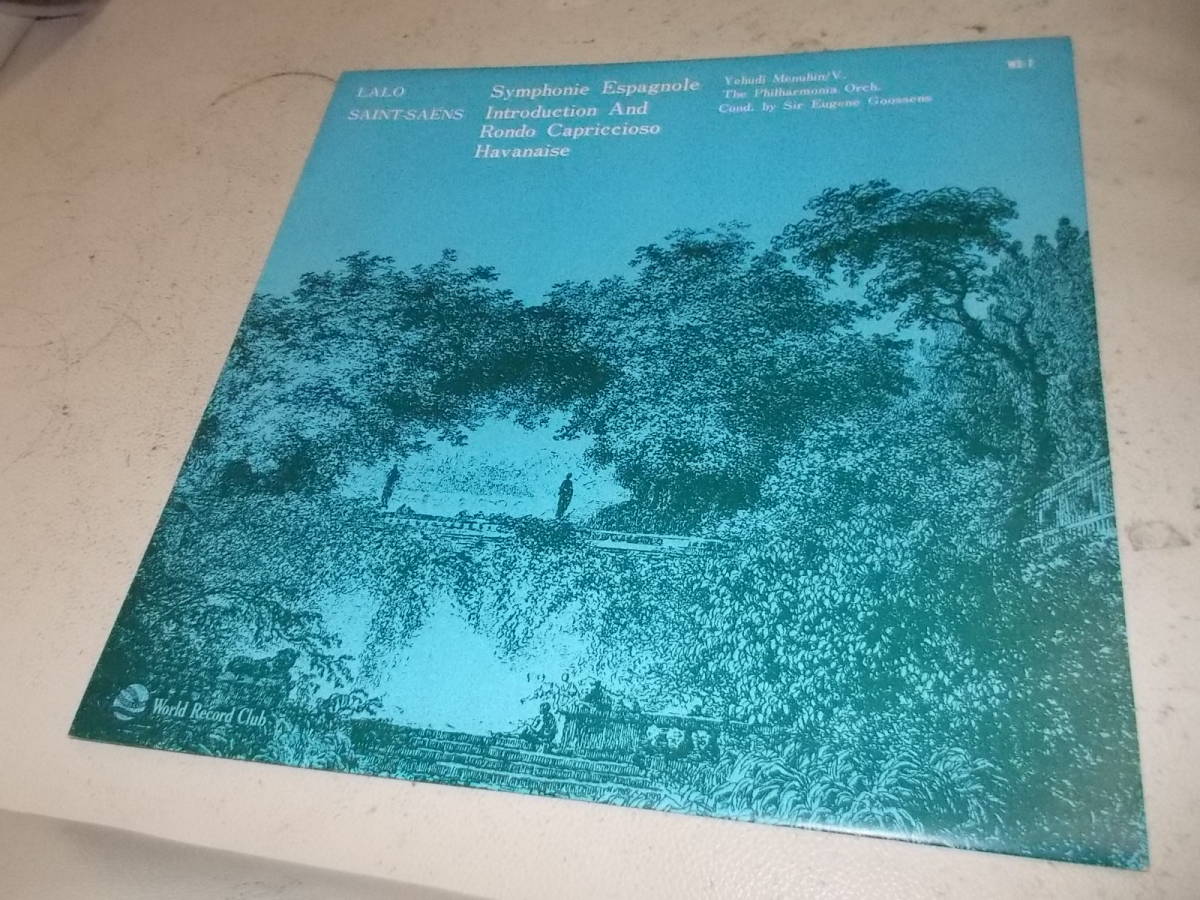 LALO Symphonie Espagnole
SAINT-SAËNS Introduction And
Rondo Capriccioso
Havanaise
Yehudi Menuhin/V.
The Philharmonia Orch.
Cond. by Sir Eugene Goossens
World Record Club